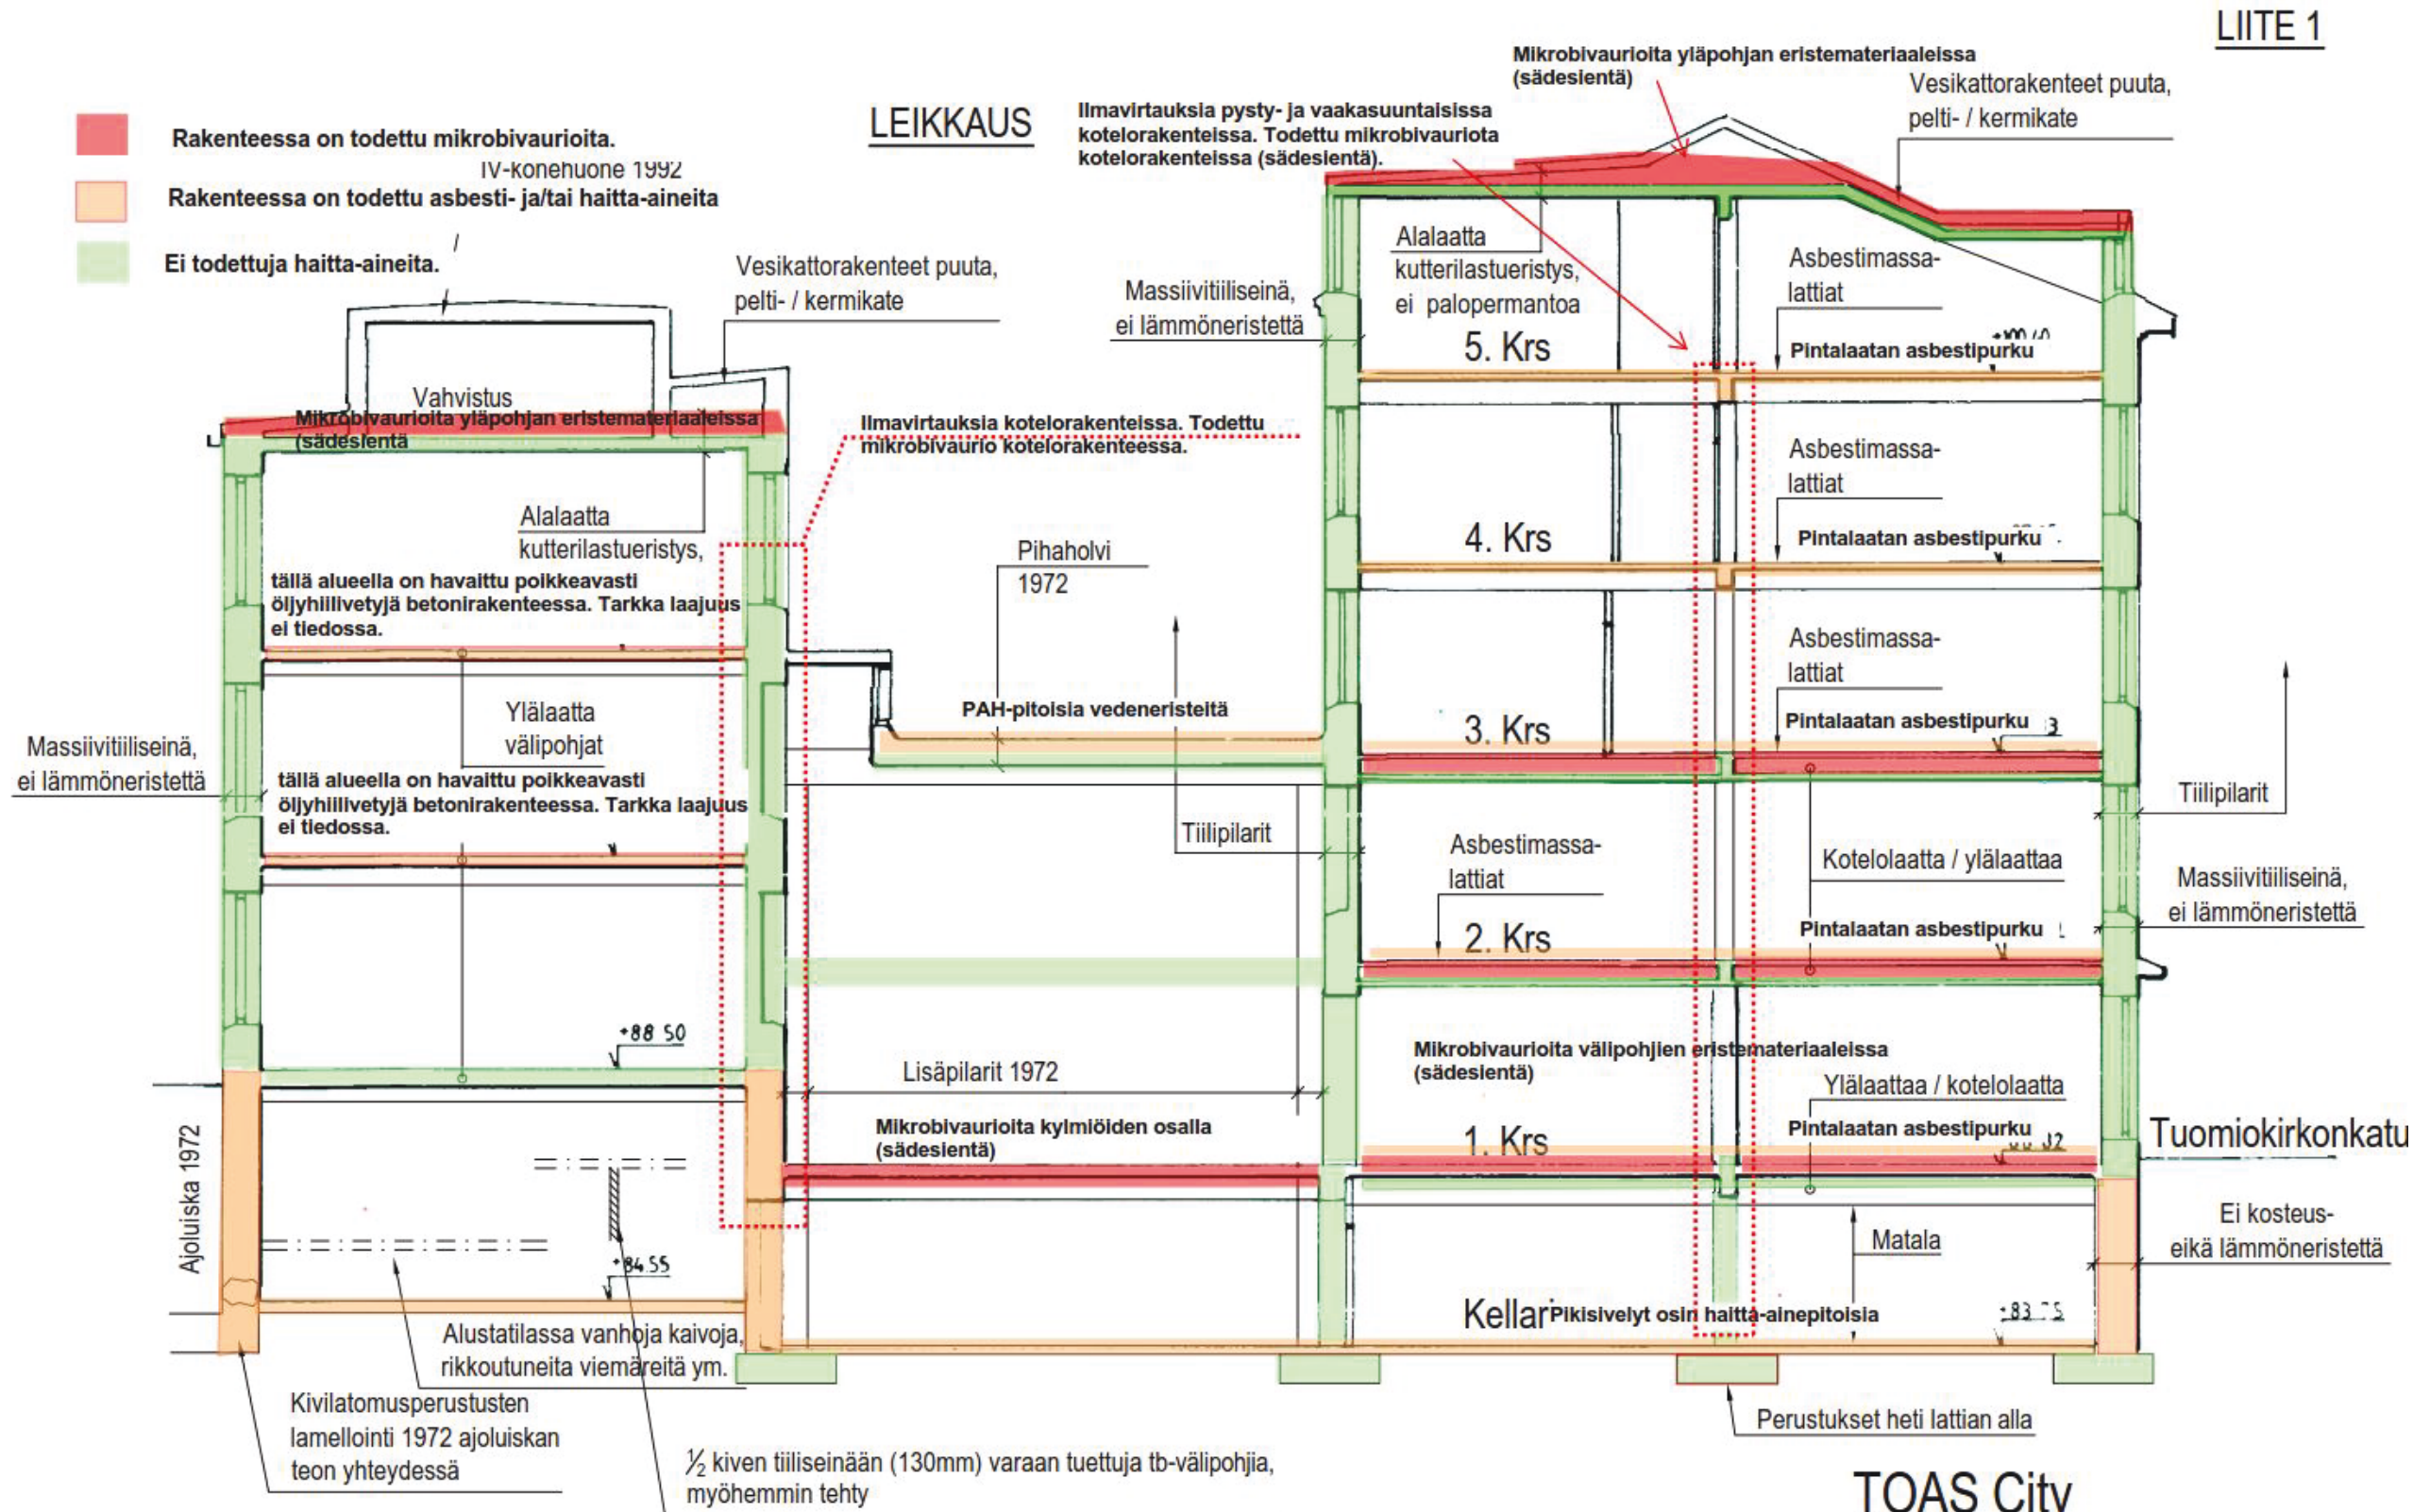 LIITE 1
LEIKKAUS
Rakenteessa on todettu mikrobivaurioita.
IV-konehuone 1992
Rakenteessa on todettu asbesti- ja/tai haitta-aineita
Ei todettuja haitta-aineita.
Mikrobivaurioita yläpohjan eristemateriaaleissa
(sädesientä)
Ilmavirtauksia pysty- ja vaakasuuntaisissa
kotelorakenteissa. Todettu mikrobivauriota
kotelorakenteissa (sädesientä).
Vesikattorakenteet puuta,
pelti- / kermikate
Vesikattorakenteet puuta,
pelti- / kermikate
Massiivitiiliseinä,
ei lämmöneristettä
Alalaatta
kutterilastueristys,
ei palopermantoa
5. Krs
Asbestimassa-
lattiat
Pintalaatan asbestipurku
Vahvistus
Mikrobivaurioita yläpohjan eristemateriaaleissa
(sädesientä
Ilmavirtauksia kotelorakenteissa. Todettu
mikrobivaurio kotelorakenteessa.
Alalaatta
kutterilastueristys,
Asbestimassa-
lattiat
4. Krs
Pintalaatan asbestipurku
Pihaholvi
1972
tällä alueella on havaittu poikkeavasti
öljyhiilivetyjä betonirakenteessa. Tarkka laajuus
ei tiedossa.
Asbestimassa-
lattiat
3. Krs
Pintalaatan asbestipurku
3
PAH-pitoisia vedeneristeitä
Ylälaatta
välipohjat
Massiivitiiliseinä,
ei lämmöneristettä
tällä alueella on havaittu poikkeavasti
öljyhiilivetyjä betonirakenteessa. Tarkka laajuus
ei tiedossa.
Tiilipilarit
Tiilipilarit
Asbestimassa-
lattiat
Kotelolaatta / ylälaattaa
Massiivitiiliseinä,
ei lämmöneristettä
2. Krs
Pintalaatan asbestipurku
+88 50
Lisäpilarit 1972
Mikrobivaurioita välipohjien eristemateriaaleissa
(sädesientä)
Ylälaattaa / kotelolaatta
Mikrobivaurioita kylmiöiden osalla
(sädesientä)
1. Krs
Pintalaatan asbestipurku
Tuomiokirkonkatu
Ajoluiska 1972
+84.55
Matala
Ei kosteus-
eikä lämmöneristettä
Kellari
Pikisivelyt osin haitta-ainepitoisia
Alustatilassa vanhoja kaivoja,
rikkoutuneita viemäreitä ym.
Kivilatomusperustusten
lamellointi 1972 ajoluiskan
teon yhteydessä
Perustukset heti lattian alla
½ kiven tiiliseinään (130mm) varaan tuettuja tb-välipohjia,
myöhemmin tehty
TOAS City